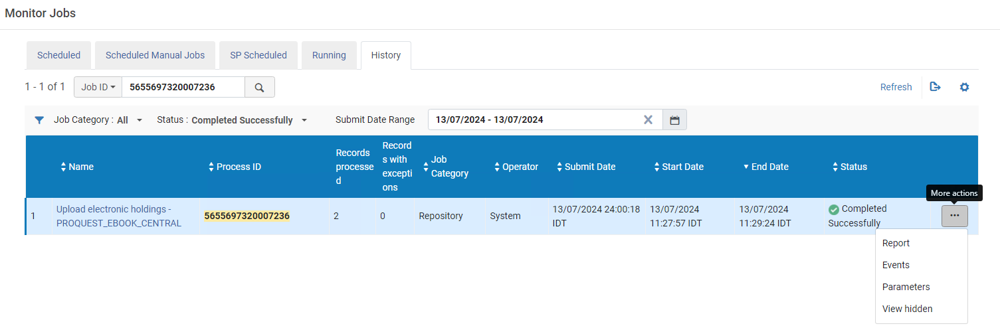 Monitor Jobs
Scheduled
Scheduled Manual Jobs
SP Scheduled
Running
History
1 - 1 of 1
Job ID
5655697320007236
Refresh
Job Category : All
Status : Completed Successfully
Submit Date Range
13/07/2024 - 13/07/2024
Name
Process ID
Records
processe
d
Record
s with
excepti
ons
Job
Category
Operator
Submit Date
Start Date
End Date
Status
More actions
1
Upload electronic holdings -
PROQUEST_EBOOK_CENTRAL
5655697320007236
2
0
Repository
System
13/07/2024 24:00:18
IDT
13/07/2024
11:27:57 IDT
13/07/2024
11:29:24 IDT
Completed
Successfully
Report
Events
Parameters
View hidden